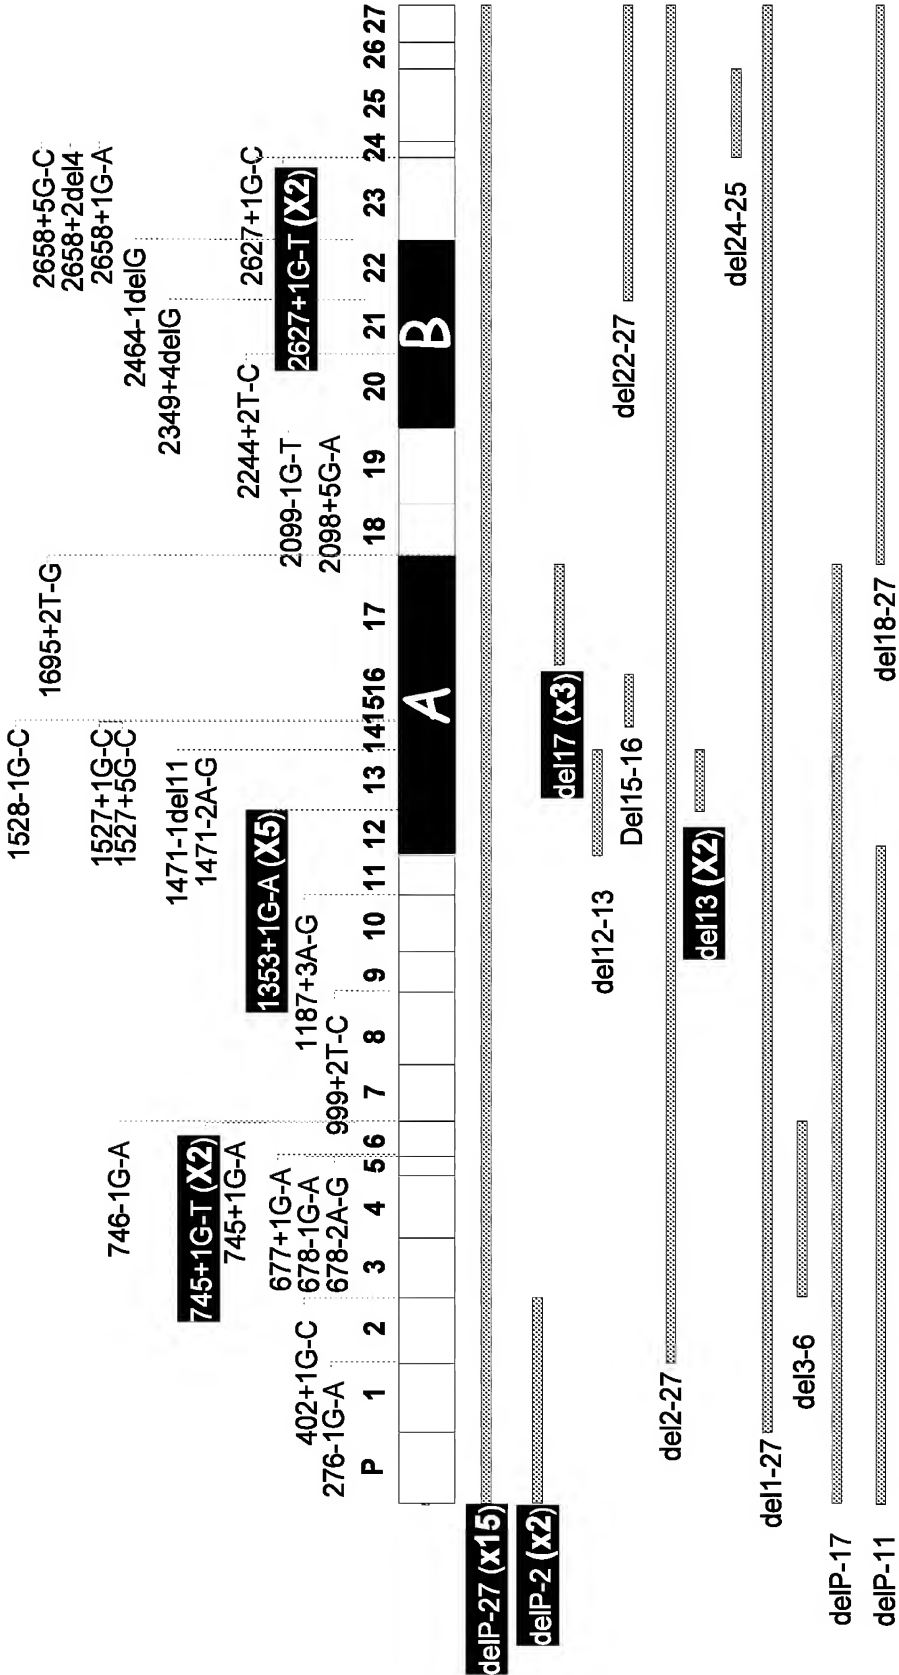 1528-1G-C
1695+2T-G
2658+5G-C
2658+2del4
2658+1G-A
746-1G-A
1527+1G-C
1527+5G-C
2464-1delG
2349+4delG
745+1G-T (X2)
745+1G-A
1471-1del11
1471-2A-G
1353+1G-A (X5)
2244+2T-C
2627+1G-C
2627+1G-T (X2)
677+1G-A
678-1G-A
678-2A-G
1187+3A-G
999+2T-C
2099-1G-T
2098+5G-A
402+1G-C
276-1G-A
P 1 2 3 4 5 6 7 8 9 10 11 12 13 14 15 16 17 18 19 20 21 22 23 24 25 26 27
A B
delP-27 (x15)
delP-2 (x2)
del17 (x3)
del12-13
Del15-16
del22-27
del2-27
del13 (X2)
del24-25
del1-27
del3-6
delP-17
delP-11
del18-27